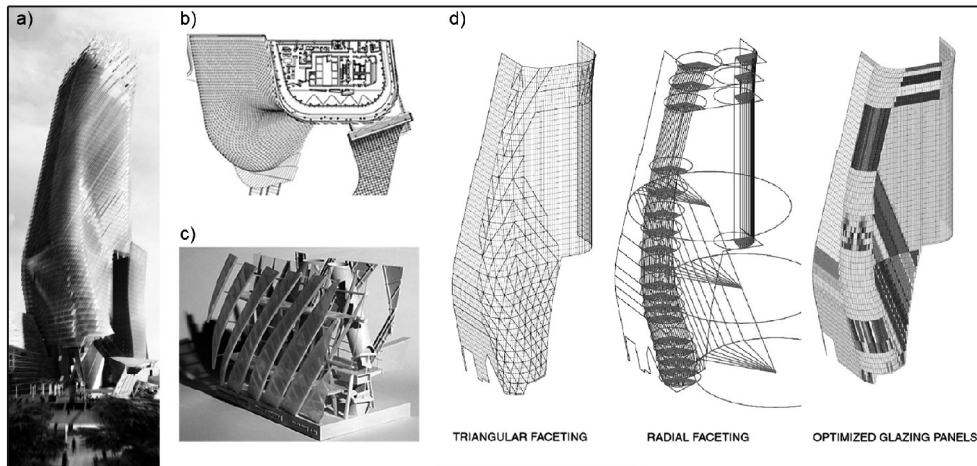 a)
b)
c)
d)
TRIANGULAR FACETING
RADIAL FACETING
OPTIMIZED GLAZING PANELS